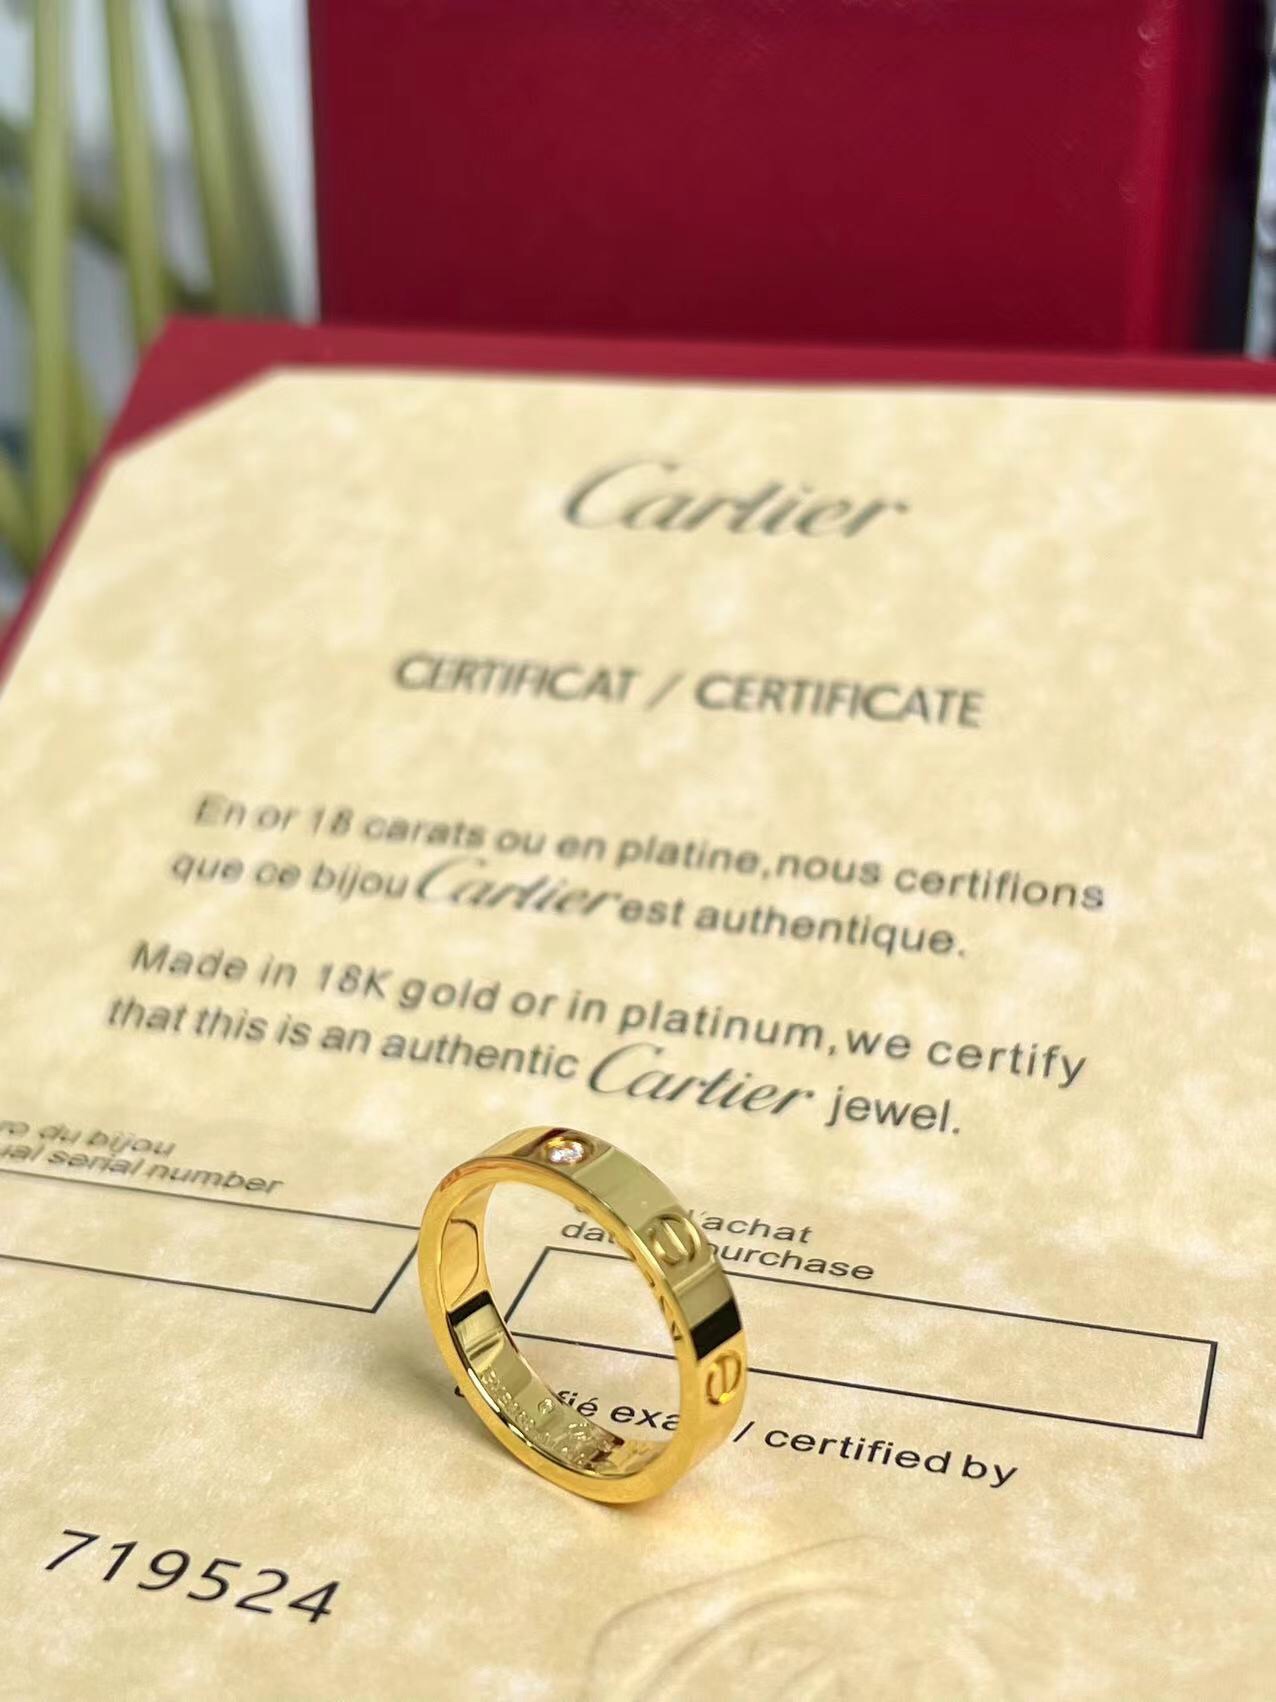 Cartier
CERTIFICAT / CERTIFICATE
En or 18 carats ou en platine,nous certifions
que ce bijou Cartier est authentique.
Made in 18K gold or in platinum,we certify
that this is an authentic Cartier jewel.
du bijou
serial number
l'achat
purchase
/ certified by
719524